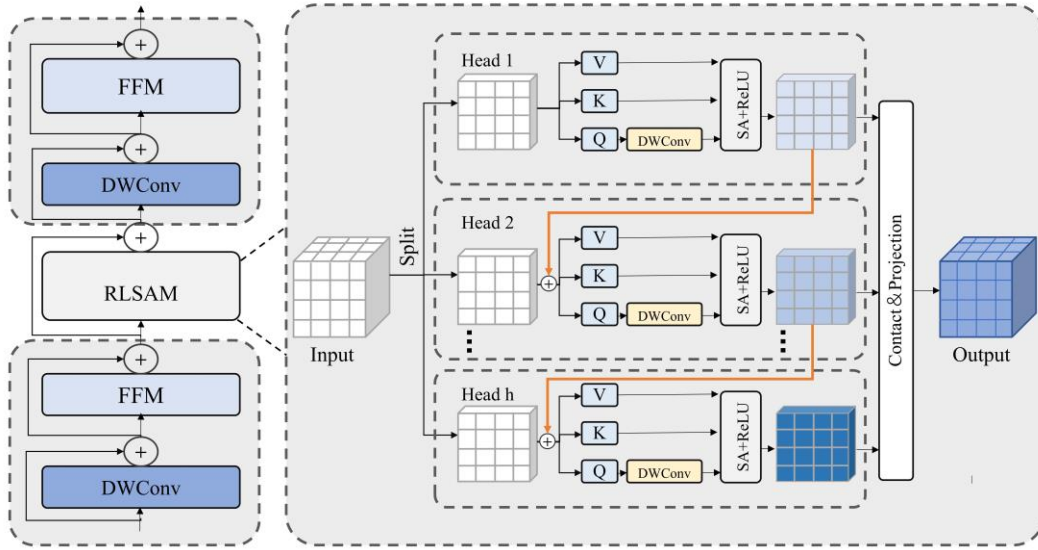 FFM
+
+
DWConv
+
RLSAM
+
FFM
+
DWConv
Input
Split
Head 1
V
K
Q
DWConv
SA+ReLU
Head 2
+
V
K
Q
DWConv
SA+ReLU
Head h
+
V
K
Q
DWConv
SA+ReLU
Contact&Projection
Output